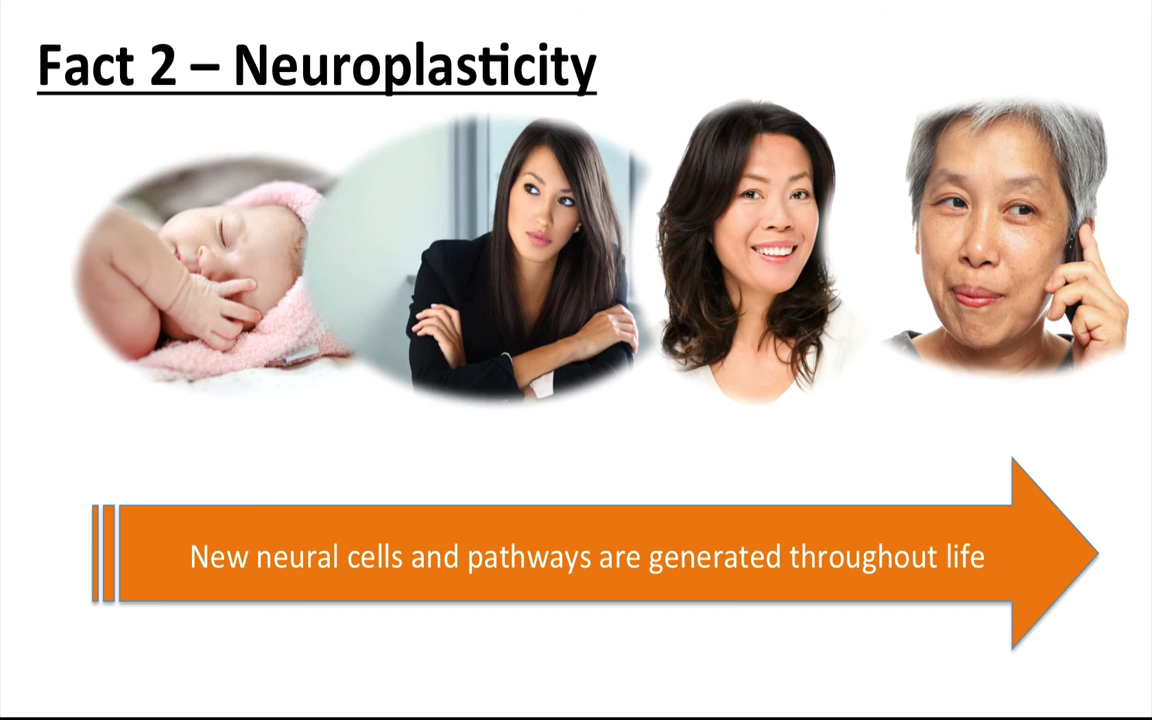 Fact 2 – Neuroplasticity
New neural cells and pathways are generated throughout life